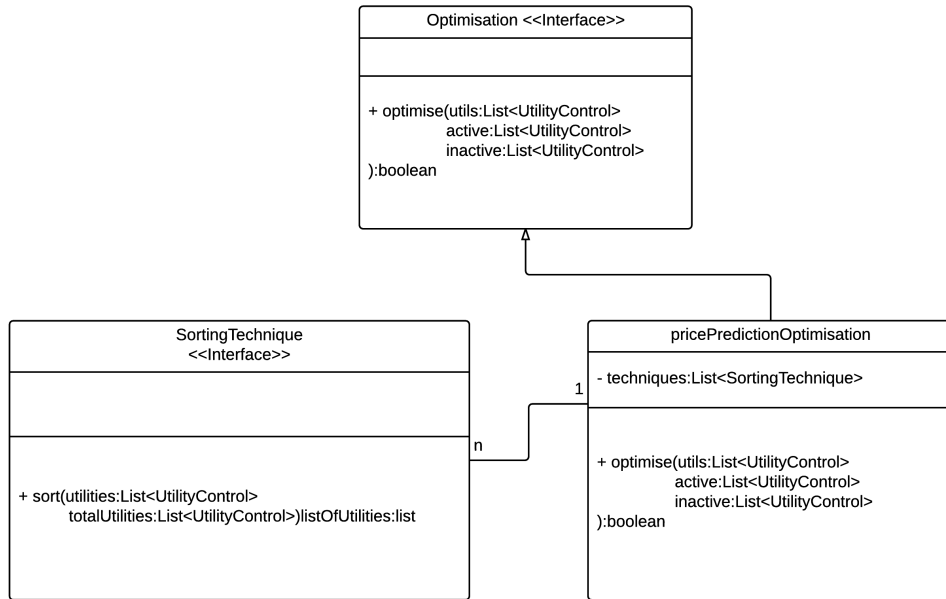 Optimisation <<Interface>>
+ optimise(utils:List<UtilityControl>
active:List<UtilityControl>
inactive:List<UtilityControl>
):boolean
SortingTechnique
<<Interface>>
+ sort(utilities:List<UtilityControl>
totalUtilities:List<UtilityControl>)listOfUtilities:list
n
1
pricePredictionOptimisation
- techniques:List<SortingTechnique>
+ optimise(utils:List<UtilityControl>
active:List<UtilityControl>
inactive:List<UtilityControl>
):boolean